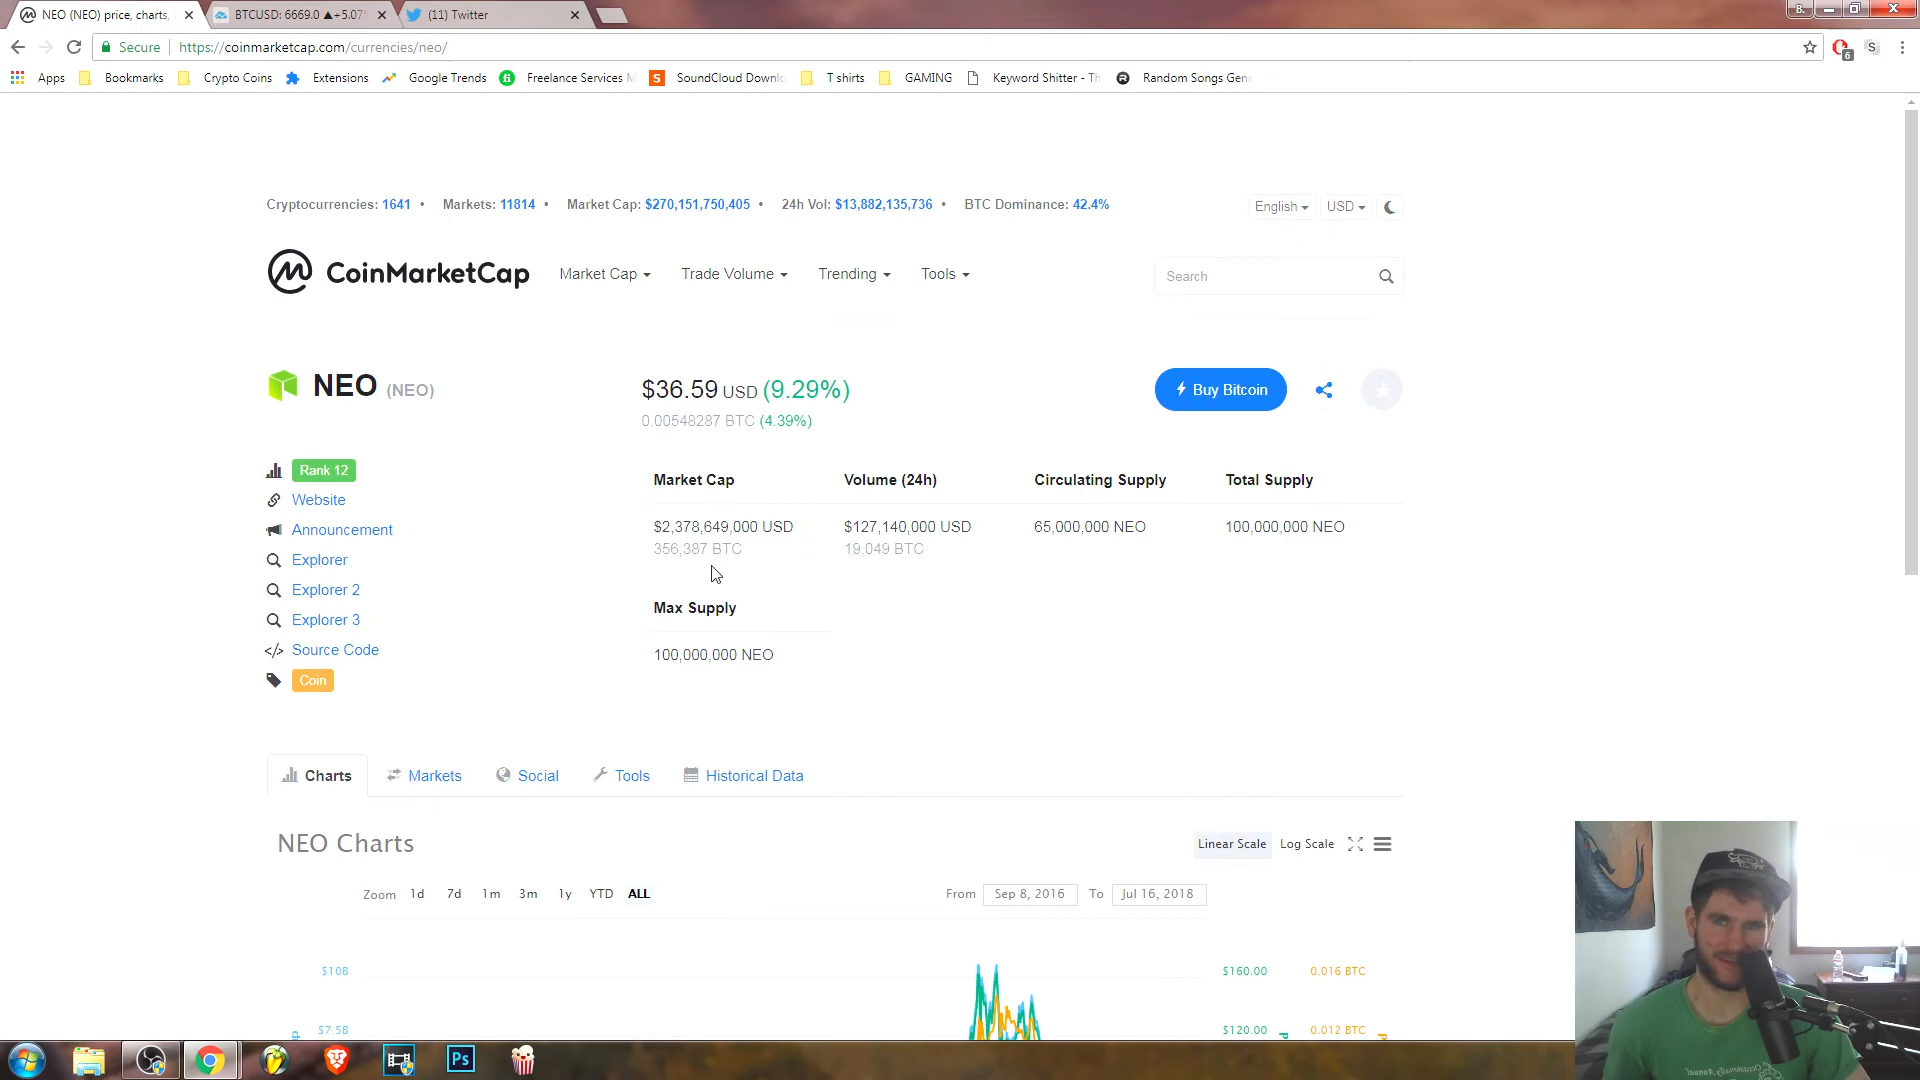 NEO (NEO) price, charts,
BTCUSD: 6669.0 ▲+5.07
(11) Twitter
B.
Secure
https://coinmarketcap.com/currencies/neo/
6
S
Apps
Bookmarks
Crypto Coins
Extensions
Google Trends
Freelance Services M
SoundCloud Downlo
T shirts
GAMING
Keyword Shitter - Th
Random Songs Gen
Cryptocurrencies: 1641 • Markets: 11814 • Market Cap: $270,151,750,405 • 24h Vol: $13,882,135,736 • BTC Dominance: 42.4%
English
USD
CoinMarketCap
Market Cap
Trade Volume
Trending
Tools
Search
NEO (NEO)
$36.59 USD (9.29%)
0.00548287 BTC (4.39%)
Buy Bitcoin
Rank 12
Website
Announcement
Explorer
Explorer 2
Explorer 3
Source Code
Coin
Market Cap
Volume (24h)
Circulating Supply
Total Supply
$2,378,649,000 USD
$127,140,000 USD
65,000,000 NEO
100,000,000 NEO
356,387 BTC
19,049 BTC
Max Supply
100,000,000 NEO
Charts
Markets
Social
Tools
Historical Data
NEO Charts
Linear Scale
Log Scale
Zoom 1d 7d 1m 3m 1y YTD ALL
From Sep 8, 2016 To Jul 16, 2018
$10B
$160.00
0.016 BTC
$7.5B
$120.00
0.012 BTC
Ps